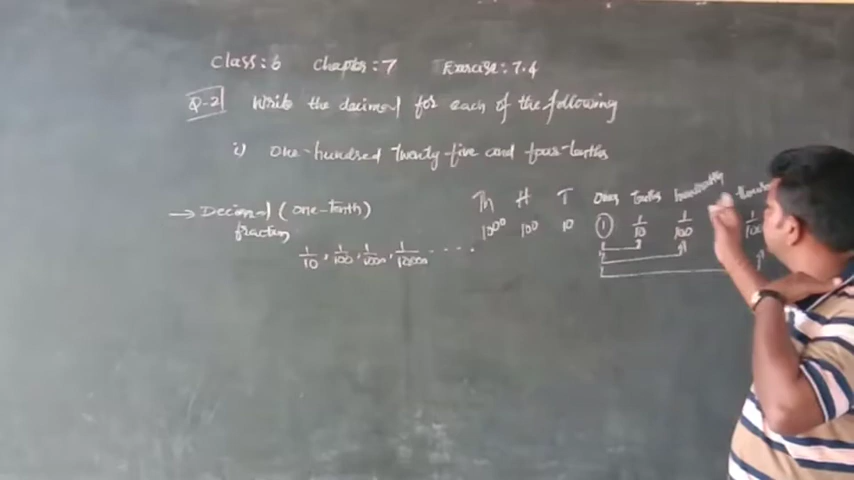 Class: 6 Chapter: 7 Exercise: 7.4
Q-2 Write the decimal for each of the following
i) One-hundred Twenty-five and four-tenths
→ Decimal (one-tenth)
fraction
1/10, 1/100, 1/1000, 1/10000 ....
Th H T Ones Tenths hundredths
1000 100 10 1 1/10 1/100